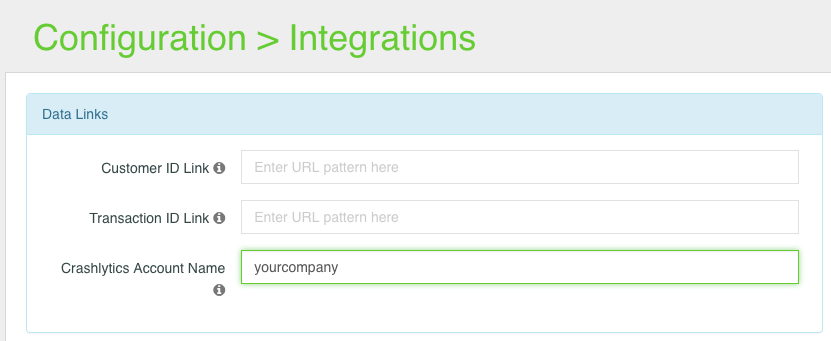 Configuration > Integrations
Data Links
Customer ID Link
Enter URL pattern here
Transaction ID Link
Enter URL pattern here
Crashlytics Account Name
yourcompany